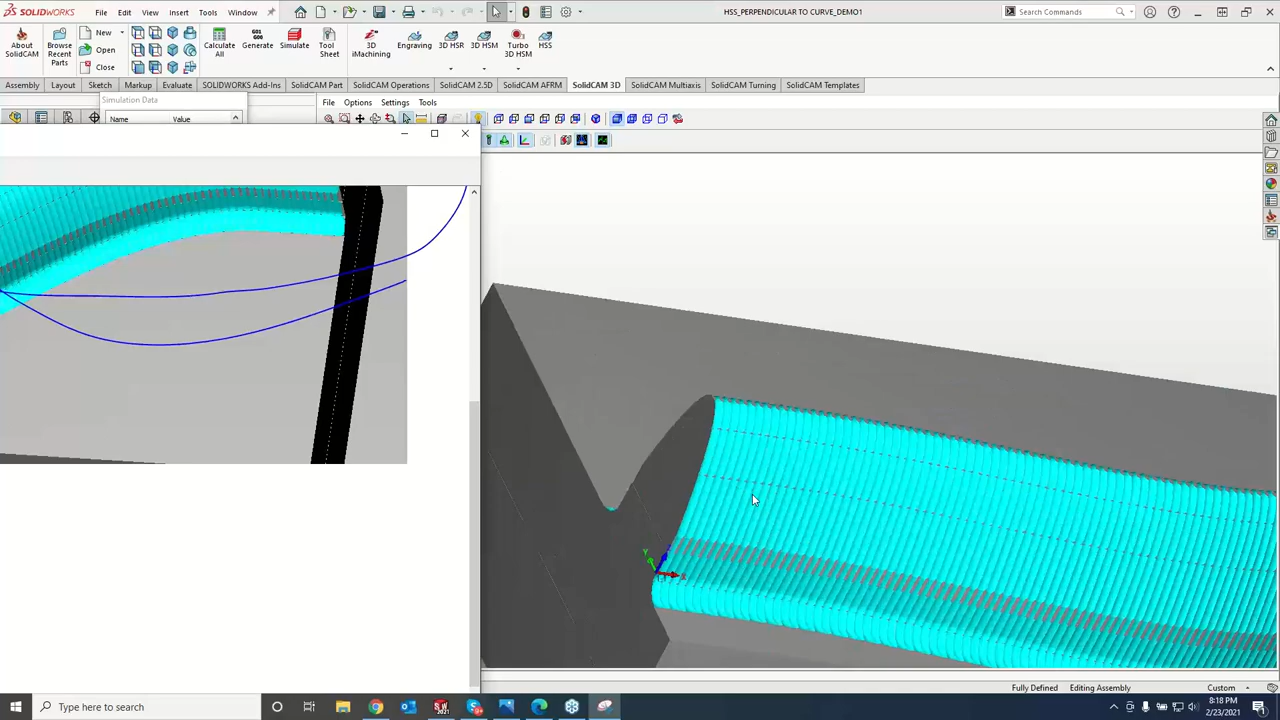 SOLIDWORKS File Edit View Insert Tools Window HSS_PERPENDICULAR TO CURVE_DEMO1 Search Commands
About SolidCAM Browse Recent Parts New Open Close Calculate All Generate Simulate Tool Sheet 3D iMachining Engraving 3D HSR 3D HSM Turbo 3D HSM HSS
G01 G00
Assembly Layout Sketch Markup Evaluate SOLIDWORKS Add-Ins SolidCAM Part SolidCAM Operations SolidCAM 2.5D SolidCAM AFRM SolidCAM 3D SolidCAM Multiaxis SolidCAM Turning SolidCAM Templates
Simulation Data
File Options Settings Tools
Name Value
Y
X
Fully Defined Editing Assembly Custom
Type here to search
SW 2021
8:18 PM
2/23/2021